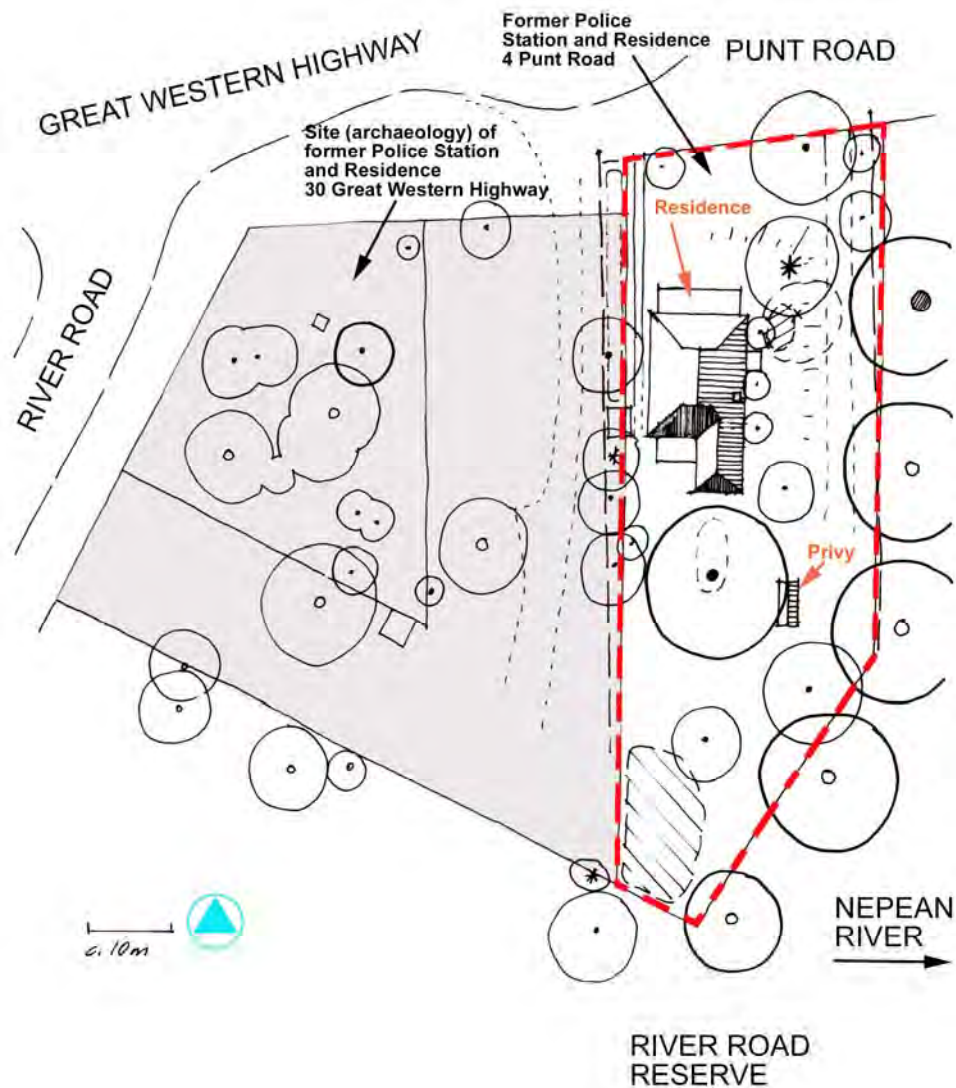 Former Police
Station and Residence
4 Punt Road
PUNT ROAD
GREAT WESTERN HIGHWAY
Site (archaeology) of
former Police Station
and Residence
30 Great Western Highway
Residence
RIVER ROAD
Privy
c. 10m
NEPEAN
RIVER
RIVER ROAD
RESERVE